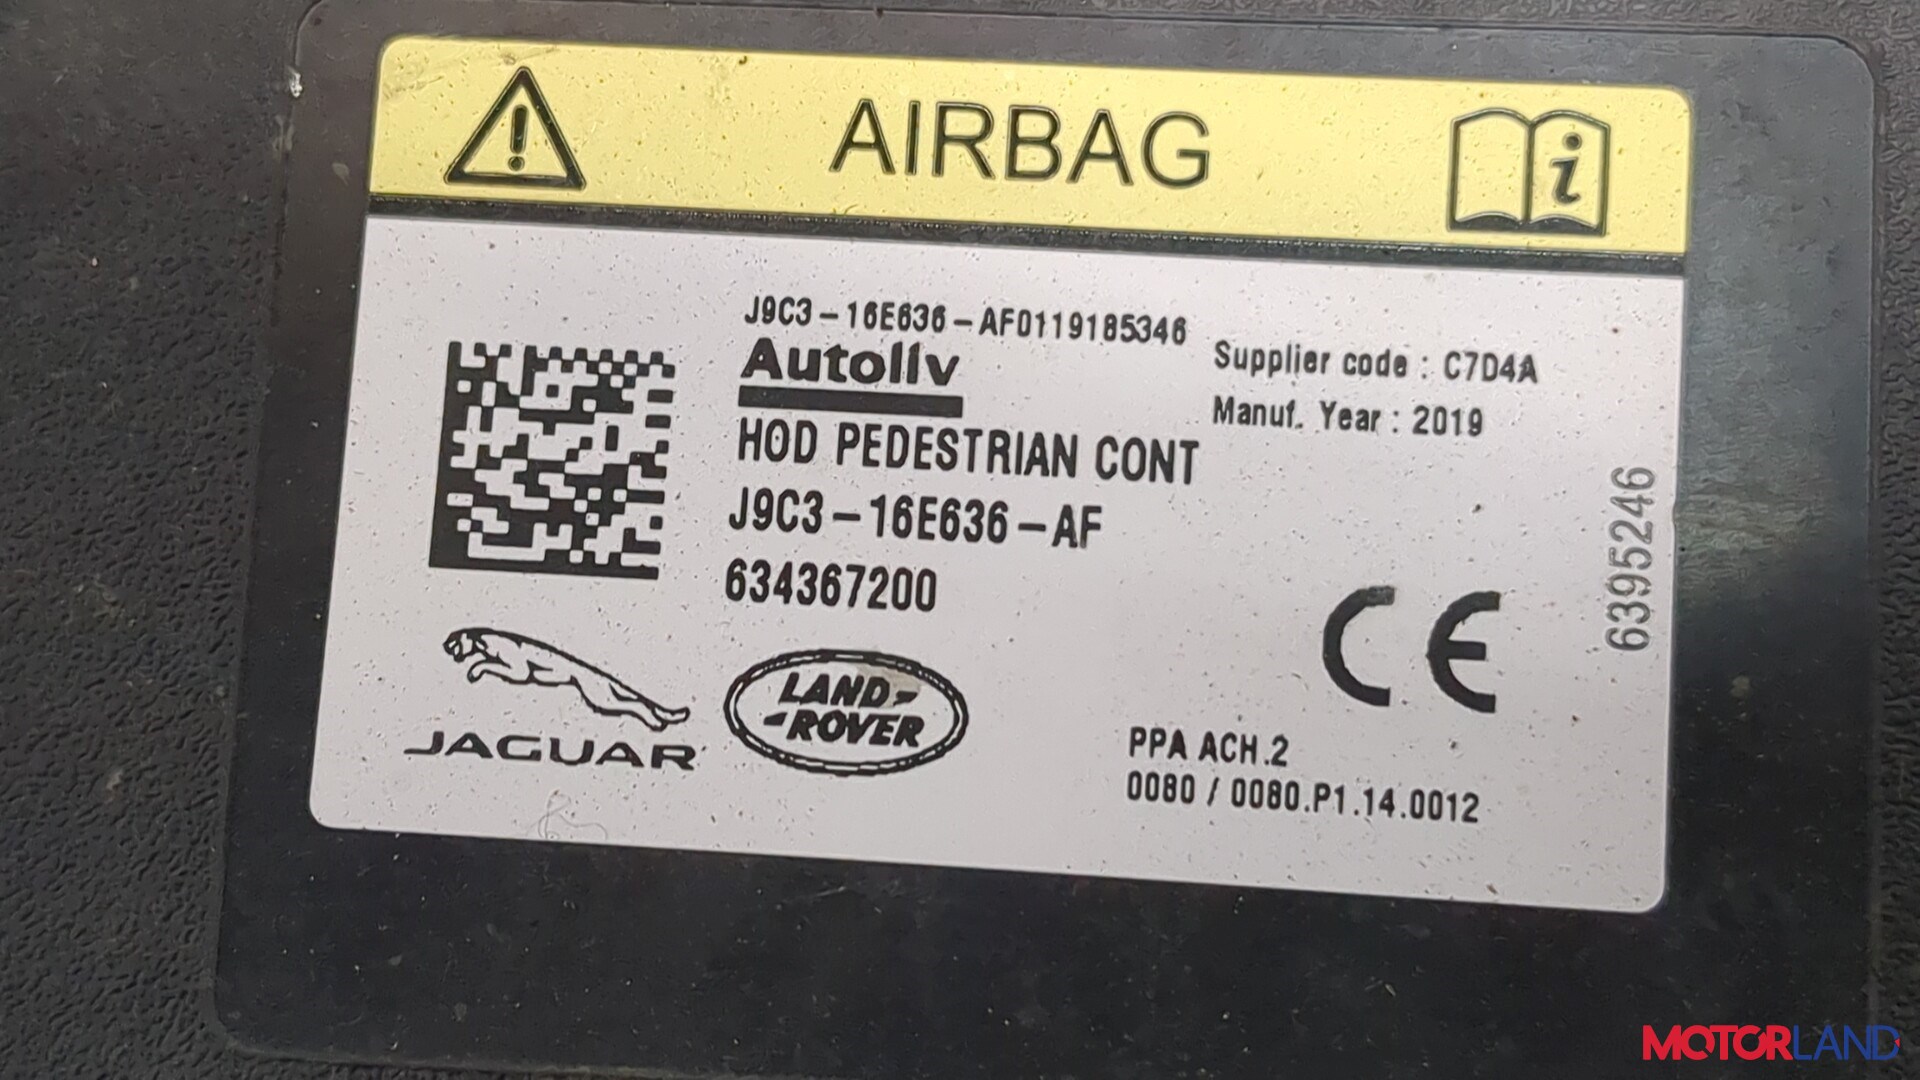 AIRBAG
J9C3-16E636-AF0119185346
Autoliv
Supplier code : C7D4A
Manuf. Year : 2019
HOD PEDESTRIAN CONT
J9C3-16E636-AF
634367200
6395246
CE
JAGUAR
LAND-
-ROVER
PPA ACH.2
0080 / 0080.P1.14.0012
MOTORLAND